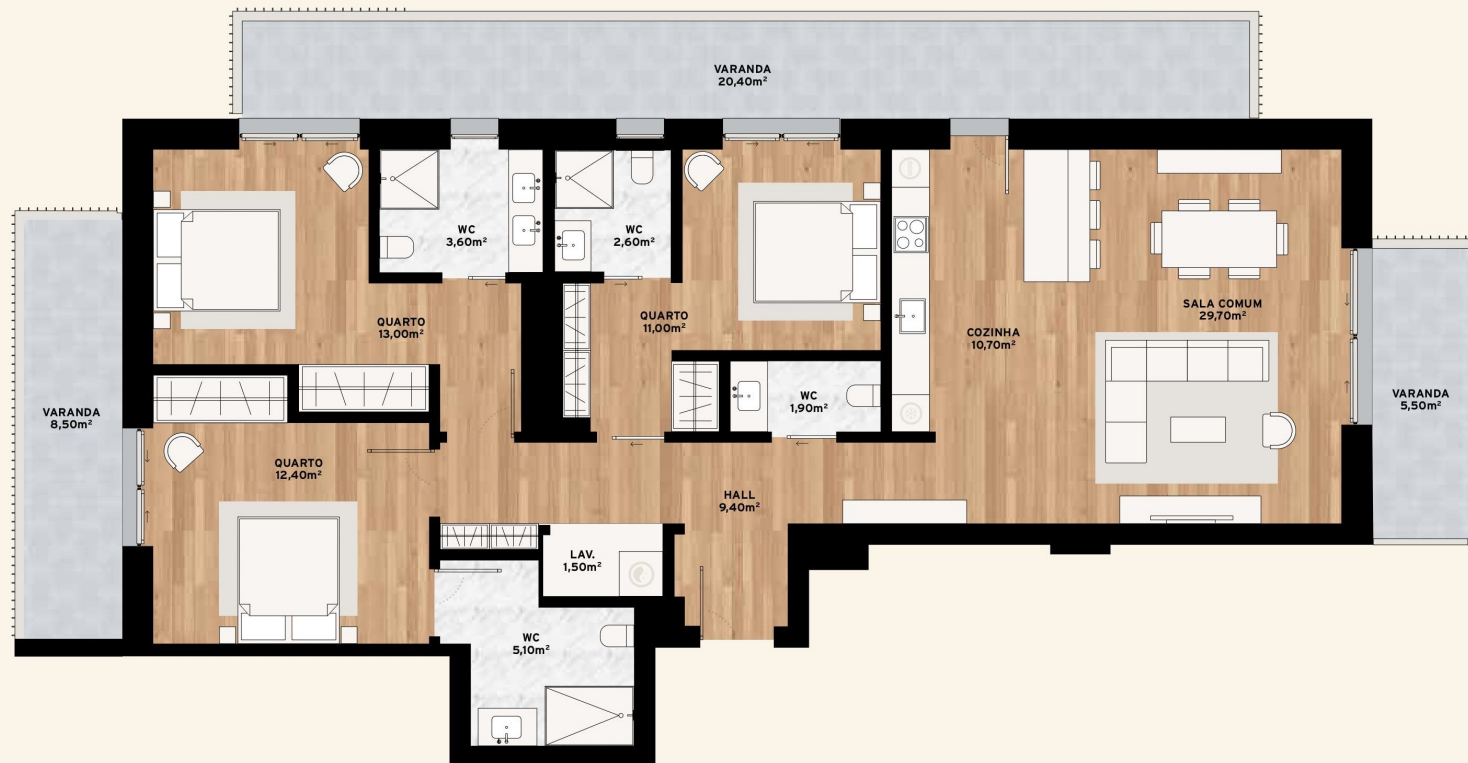 VARANDA
20,40m²
WC
3,60m²
WC
2,60m²
SALA COMUM
29,70m²
QUARTO
13,00m²
QUARTO
11,00m²
COZINHA
10,70m²
VARANDA
8,50m²
WC
1,90m²
VARANDA
5,50m²
QUARTO
12,40m²
HALL
9,40m²
LAV.
1,50m²
WC
5,10m²